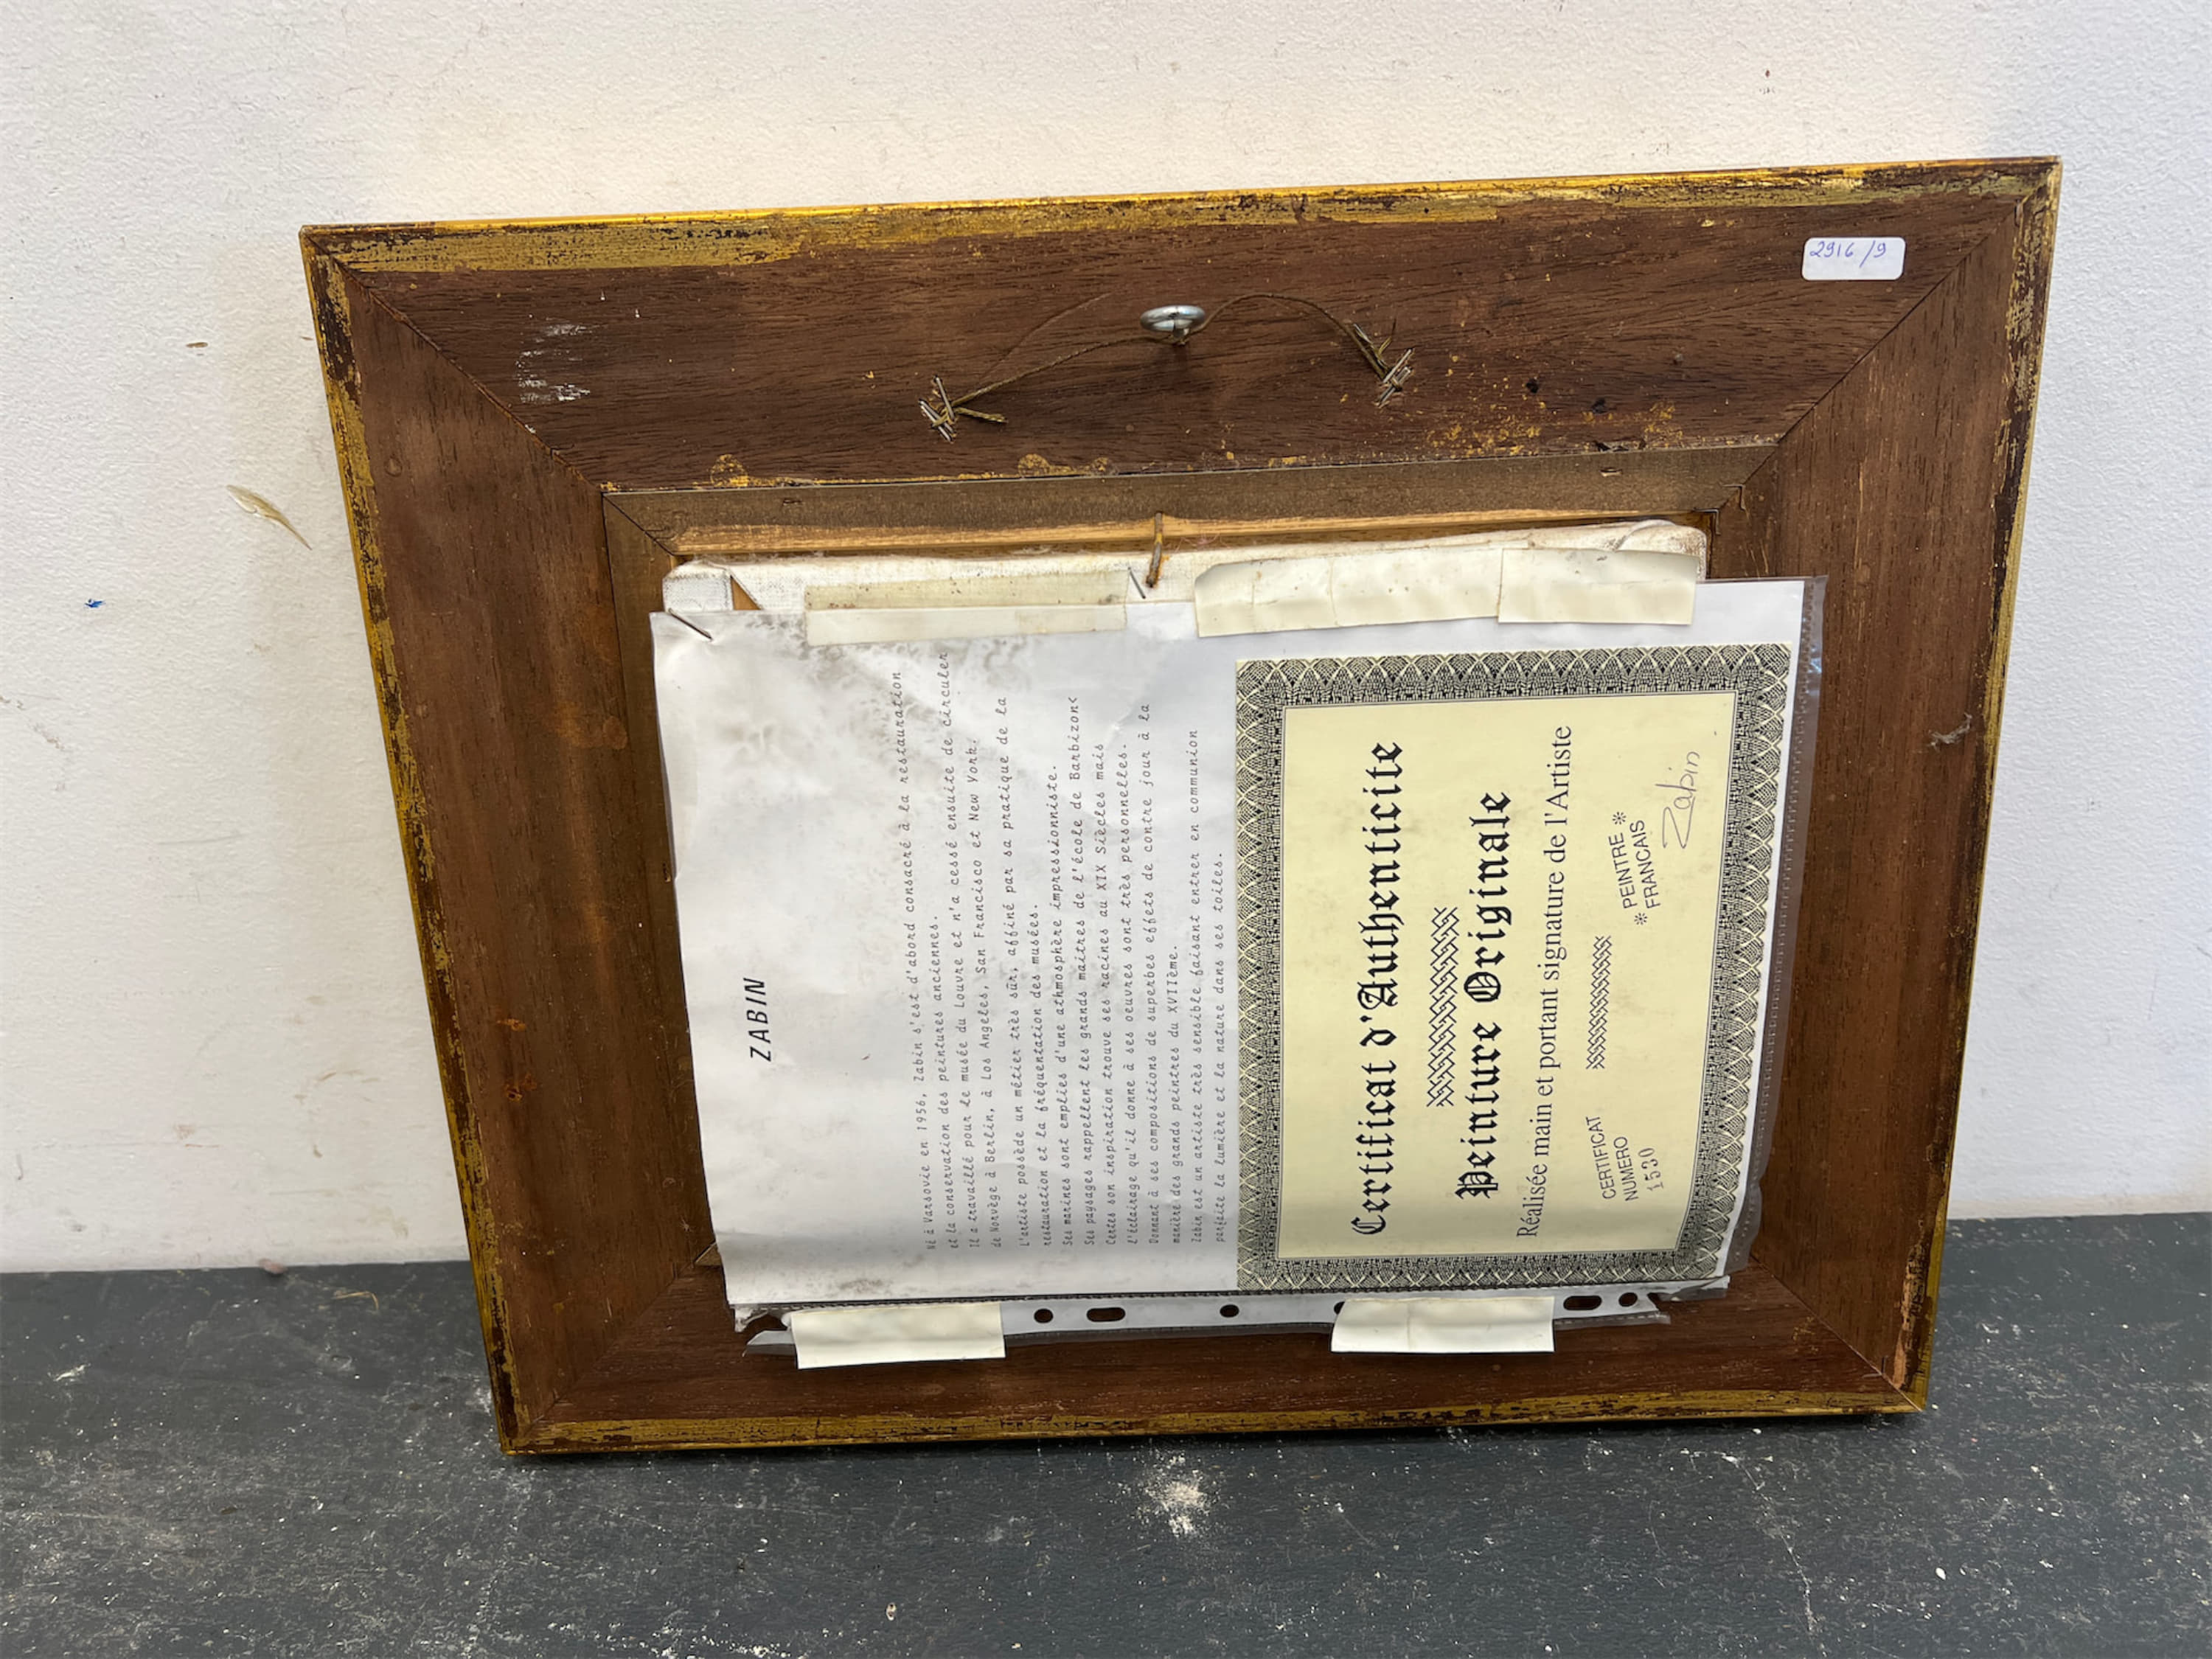 2916 /9
ZABIN
Né à Varsovie en 1956, Zabin s'est d'abord consacré à la restauration
et la conservation des peintures anciennes.
Il a travaillé pour le musée du Louvre et n'a cessé ensuite de circuler
de Norvège à Berlin, à Los Angeles, San Francisco et New York.
L'artiste possède un métier très sûr, affiné par sa pratique de la
restauration et la fréquentation des musées.
Ses marines sont emplies d'une athmosphère impressionniste.
Ses paysages rappellent les grands maîtres de l'école de Barbizon<
Certes son inspiration trouve ses racines au XIX Siècles mais
l'éclairage qu'il donne à ses oeuvres sont très personnelles.
Donnant à ses compositions de superbes effets de contre jour à la
manière des grands peintres du XVIIème.
Zabin est un artiste très sensible faisant entrer en communion
parfaite la lumière et la nature dans ses toiles.
Certificat d'Authenticite
Peinture Originale
Réalisée main et portant signature de l'Artiste
CERTIFICAT
NUMERO
1530
* PEINTRE *
FRANCAIS
Zabin